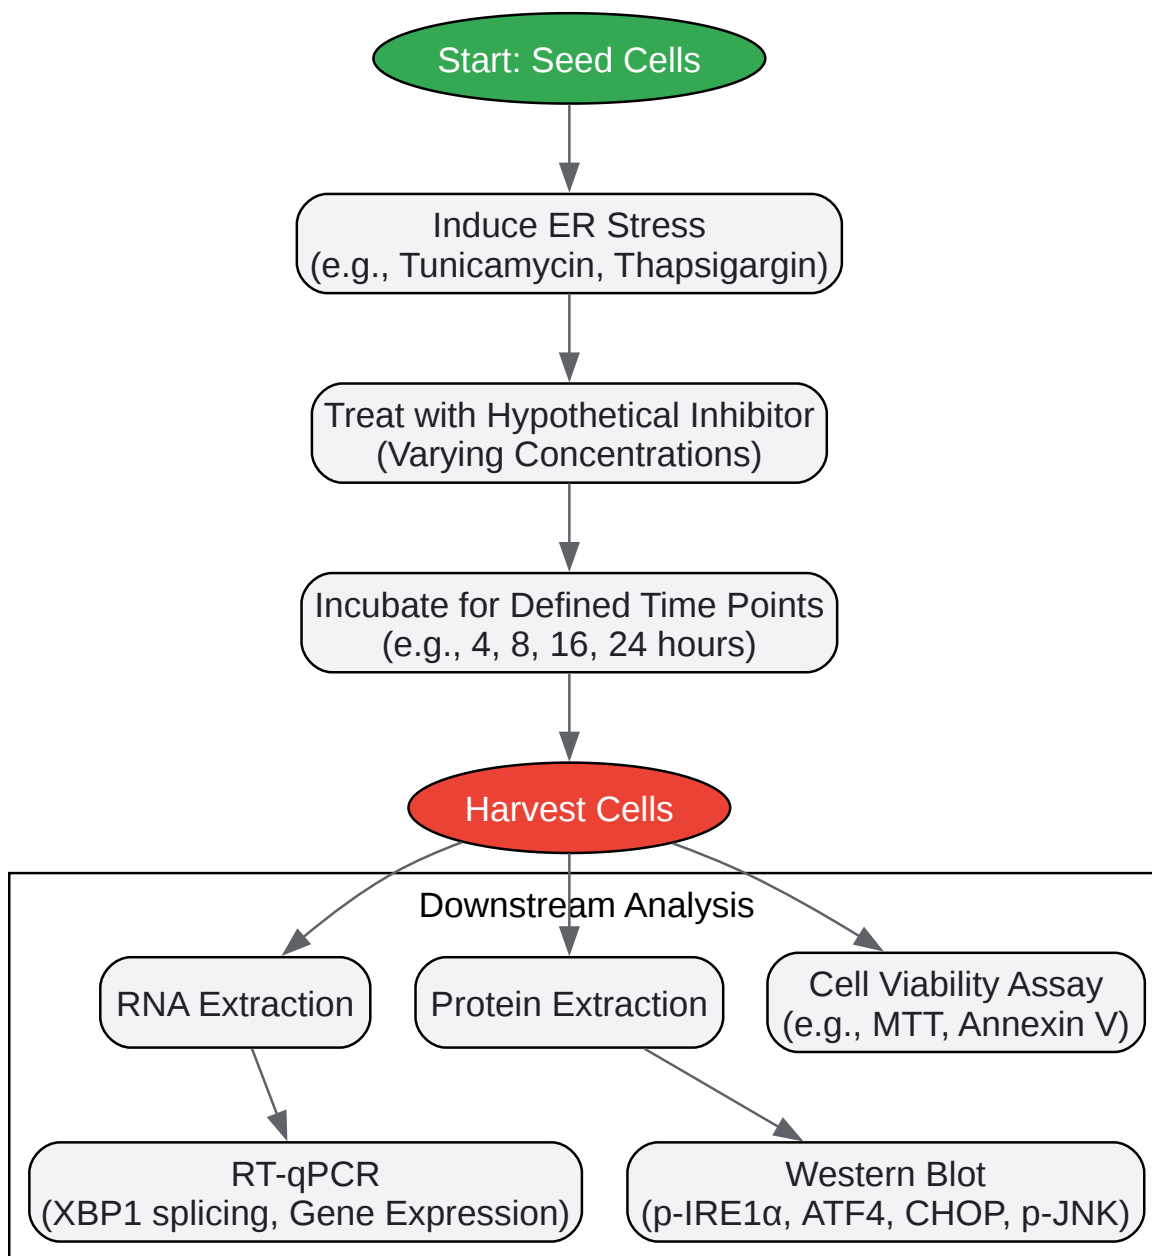 Start: Seed Cells
Induce ER Stress
(e.g., Tunicamycin, Thapsigargin)
Treat with Hypothetical Inhibitor
(Varying Concentrations)
Incubate for Defined Time Points
(e.g., 4, 8, 16, 24 hours)
Harvest Cells
Downstream Analysis
RNA Extraction
Protein Extraction
Cell Viability Assay
(e.g., MTT, Annexin V)
RT-qPCR
(XBP1 splicing, Gene Expression)
Western Blot
(p-IRE1α, ATF4, CHOP, p-JNK)